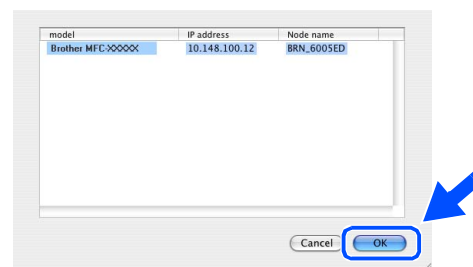 model IP address Node name
Brother MFC-XXXXX 10.148.100.12 BRN_6005ED
Cancel OK